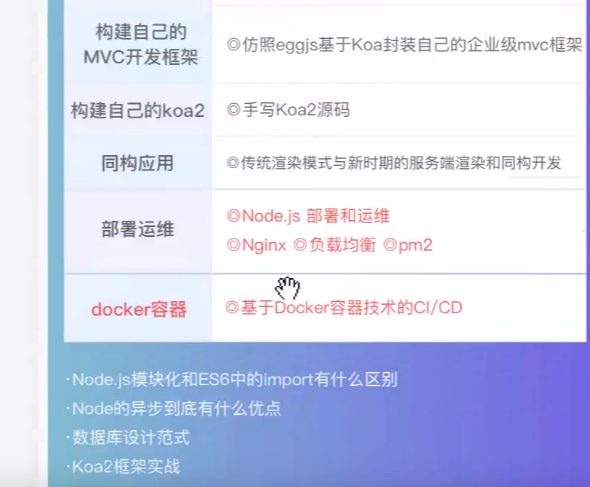 构建自己的
MVC开发框架
◎仿照eggjs基于Koa封装自己的企业级mvc框架
构建自己的koa2
◎手写Koa2源码
同构应用
◎传统渲染模式与新时期的服务端渲染和同构开发
部署运维
◎Node.js 部署和运维
◎Nginx ◎负载均衡 ◎pm2
docker容器
◎基于Docker容器技术的CI/CD
·Node.js模块化和ES6中的import有什么区别
·Node的异步到底有什么优点
·数据库设计范式
·Koa2框架实战